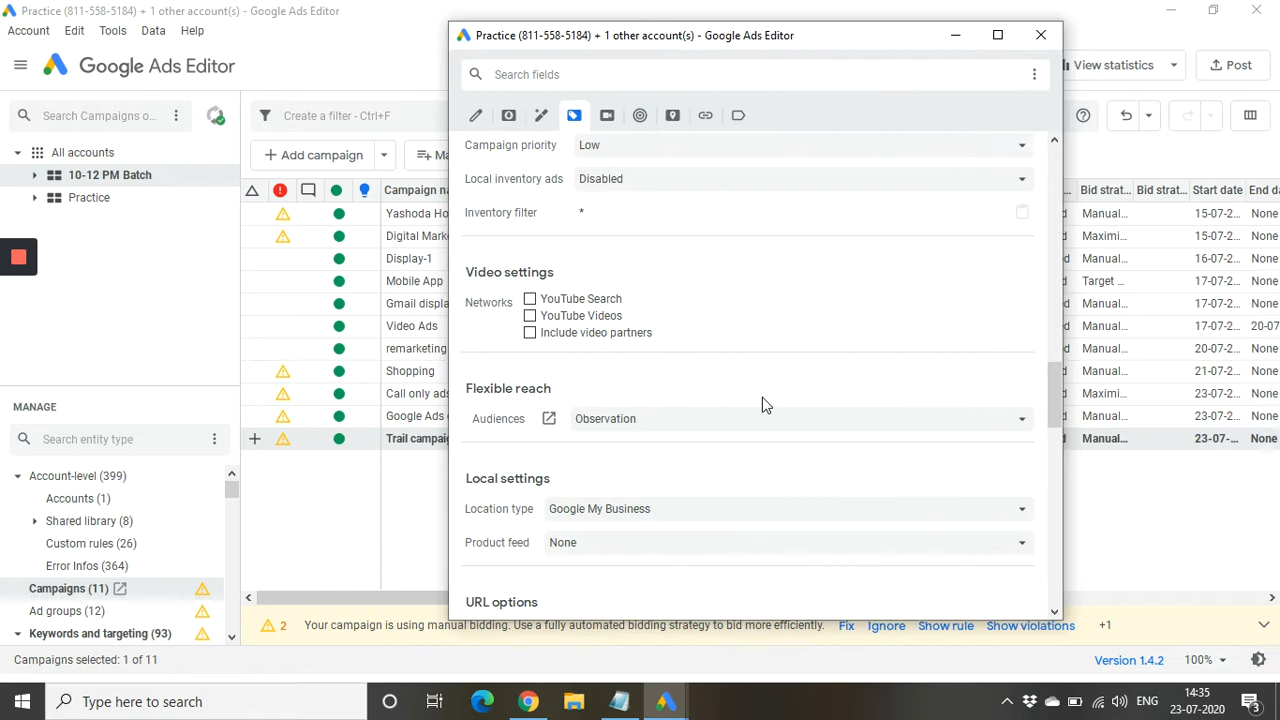 Practice (811-558-5184) + 1 other account(s) - Google Ads Editor
Account Edit Tools Data Help
Google Ads Editor
View statistics
Post
Search Campaigns o...
Create a filter - Ctrl+F
All accounts
10-12 PM Batch
Practice
Add campaign
Ma
Campaign na
Bid strat... Bid strat... Start date End da
Yashoda Ho Manual... 15-07-2... None
Digital Marke Maximi... 15-07-2... None
Display-1 Manual... 16-07-2... None
Mobile App Target ... 17-07-2... None
Gmail displa Manual... 17-07-2... None
Video Ads Manual... 17-07-2... 20-07
remarketing Manual... 20-07-2... None
Shopping Manual... 21-07-2... None
Call only ads Maximi... 23-07-2... None
Google Ads Manual... 23-07-2... None
Trail campaig Manual... 23-07-... None
MANAGE
Search entity type
Account-level (399)
Accounts (1)
Shared library (8)
Custom rules (26)
Error Infos (364)
Campaigns (11)
Ad groups (12)
Keywords and targeting (93)
Practice (811-558-5184) + 1 other account(s) - Google Ads Editor
Search fields
Campaign priority Low
Local inventory ads Disabled
Inventory filter *
Video settings
Networks YouTube Search
YouTube Videos
Include video partners
Flexible reach
Audiences Observation
Local settings
Location type Google My Business
Product feed None
URL options
2 Your campaign is using manual bidding. Use a fully automated bidding strategy to bid more efficiently. Fix Ignore Show rule Show violations +1
Campaigns selected: 1 of 11
Version 1.4.2 100%
Type here to search
ENG
14:35
23-07-2020
3